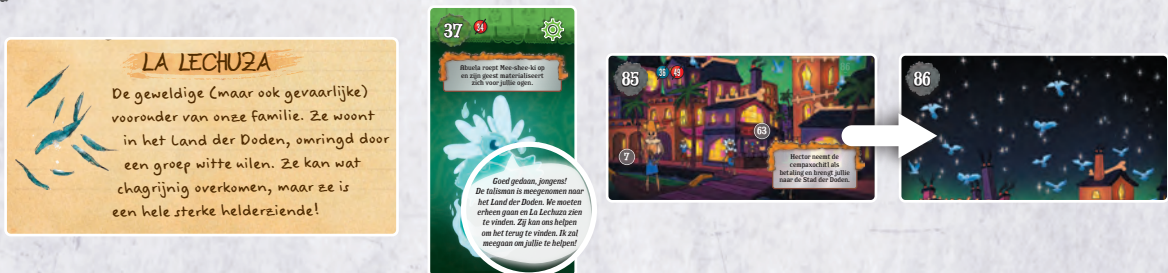 LA LECHUZA
De geweldige (maar ook gevaarlijke)
voorouder van onze familie. Ze woont
in het Land der Doden, omringd door
een groep witte uilen. Ze kan wat
chagrijnig overkomen, maar ze is
een hele sterke helderziende!
37
34
Abuela roept Mee-shee-ki op
en zijn geest materialiseert
zich voor jullie ogen.
Goed gedaan, jongens!
De talisman is meegenomen naar
het Land der Doden. We moeten
erheen gaan en La Lechuza zien
te vinden. Zij kan ons helpen
om het terug te vinden. Ik zal
meegaan om jullie te helpen!
85
36
49
63
7
Hector neemt de
cempaxochitl als
betaling en brengt jullie
naar de Stad der Doden.
86